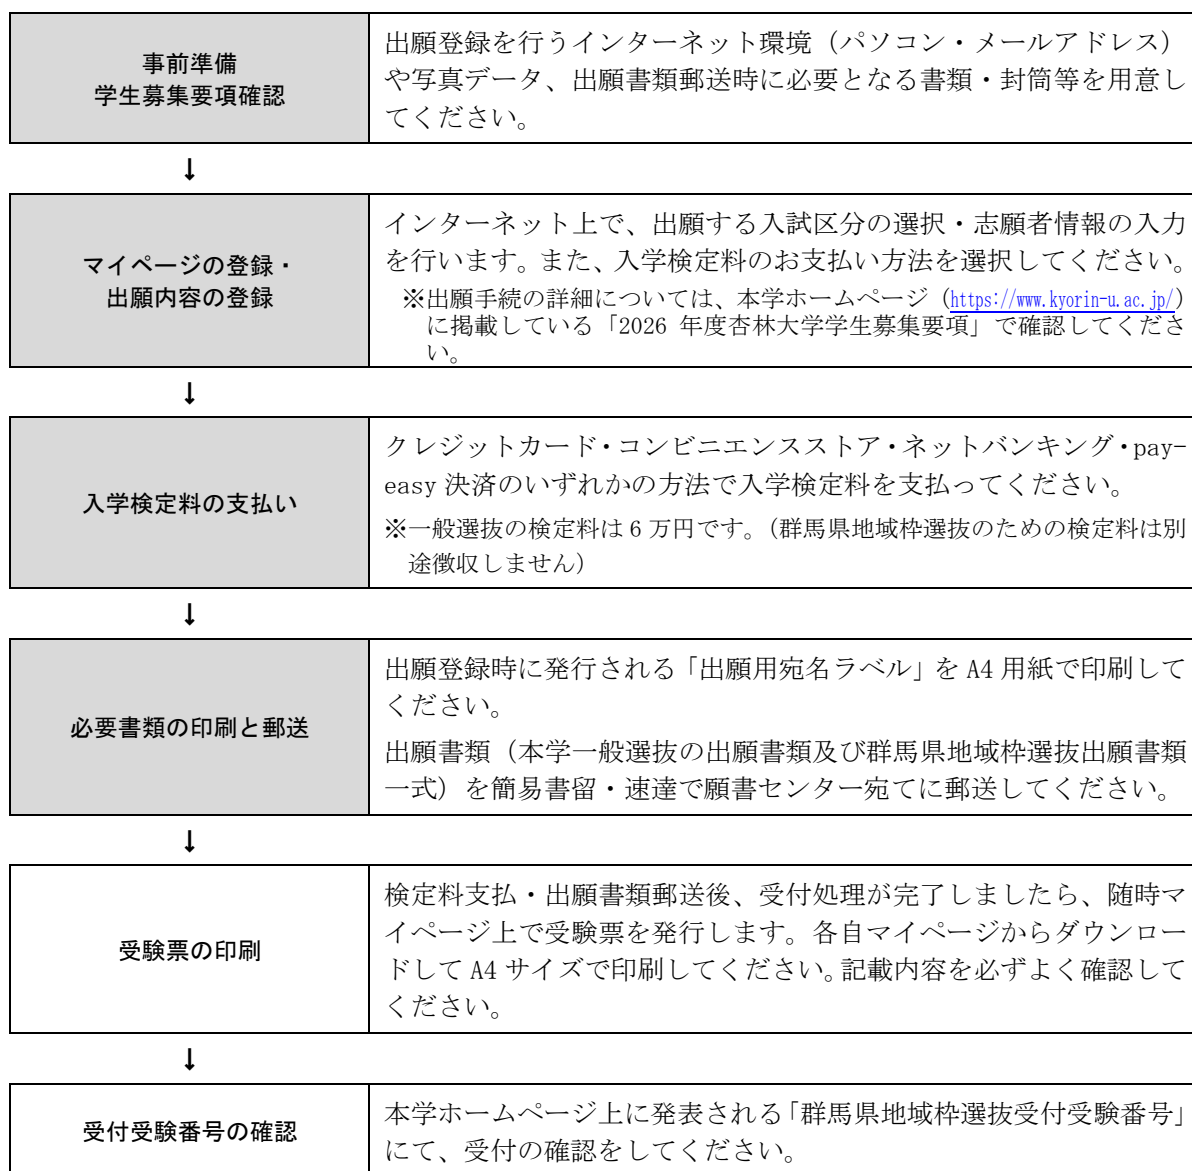 事前準備
学生募集要項確認
出願登録を行うインターネット環境（パソコン・メールアドレス）
や写真データ、出願書類郵送時に必要となる書類・封筒等を用意し
てください。
↓
マイページの登録・
出願内容の登録
インターネット上で、出願する入試区分の選択・志願者情報の入力
を行います。また、入学検定料のお支払い方法を選択してください。
※出願手続の詳細については、本学ホームページ（https://www.kyorin-u.ac.jp/）
に掲載している「2026 年度杏林大学学生募集要項」で確認してくださ
い。
↓
入学検定料の支払い
クレジットカード・コンビニエンスストア・ネットバンキング・pay-
easy 決済のいずれかの方法で入学検定料を支払ってください。
※一般選抜の検定料は 6 万円です。（群馬県地域枠選抜のための検定料は別
途徴収しません）
↓
必要書類の印刷と郵送
出願登録時に発行される「出願用宛名ラベル」を A4 用紙で印刷して
ください。
出願書類（本学一般選抜の出願書類及び群馬県地域枠選抜出願書類
一式）を簡易書留・速達で願書センター宛てに郵送してください。
↓
受験票の印刷
検定料支払・出願書類郵送後、受付処理が完了しましたら、随時マ
イページ上で受験票を発行します。各自マイページからダウンロー
ドして A4 サイズで印刷してください。記載内容を必ずよく確認して
ください。
↓
受付受験番号の確認
本学ホームページ上に発表される「群馬県地域枠選抜受付受験番号」
にて、受付の確認をしてください。